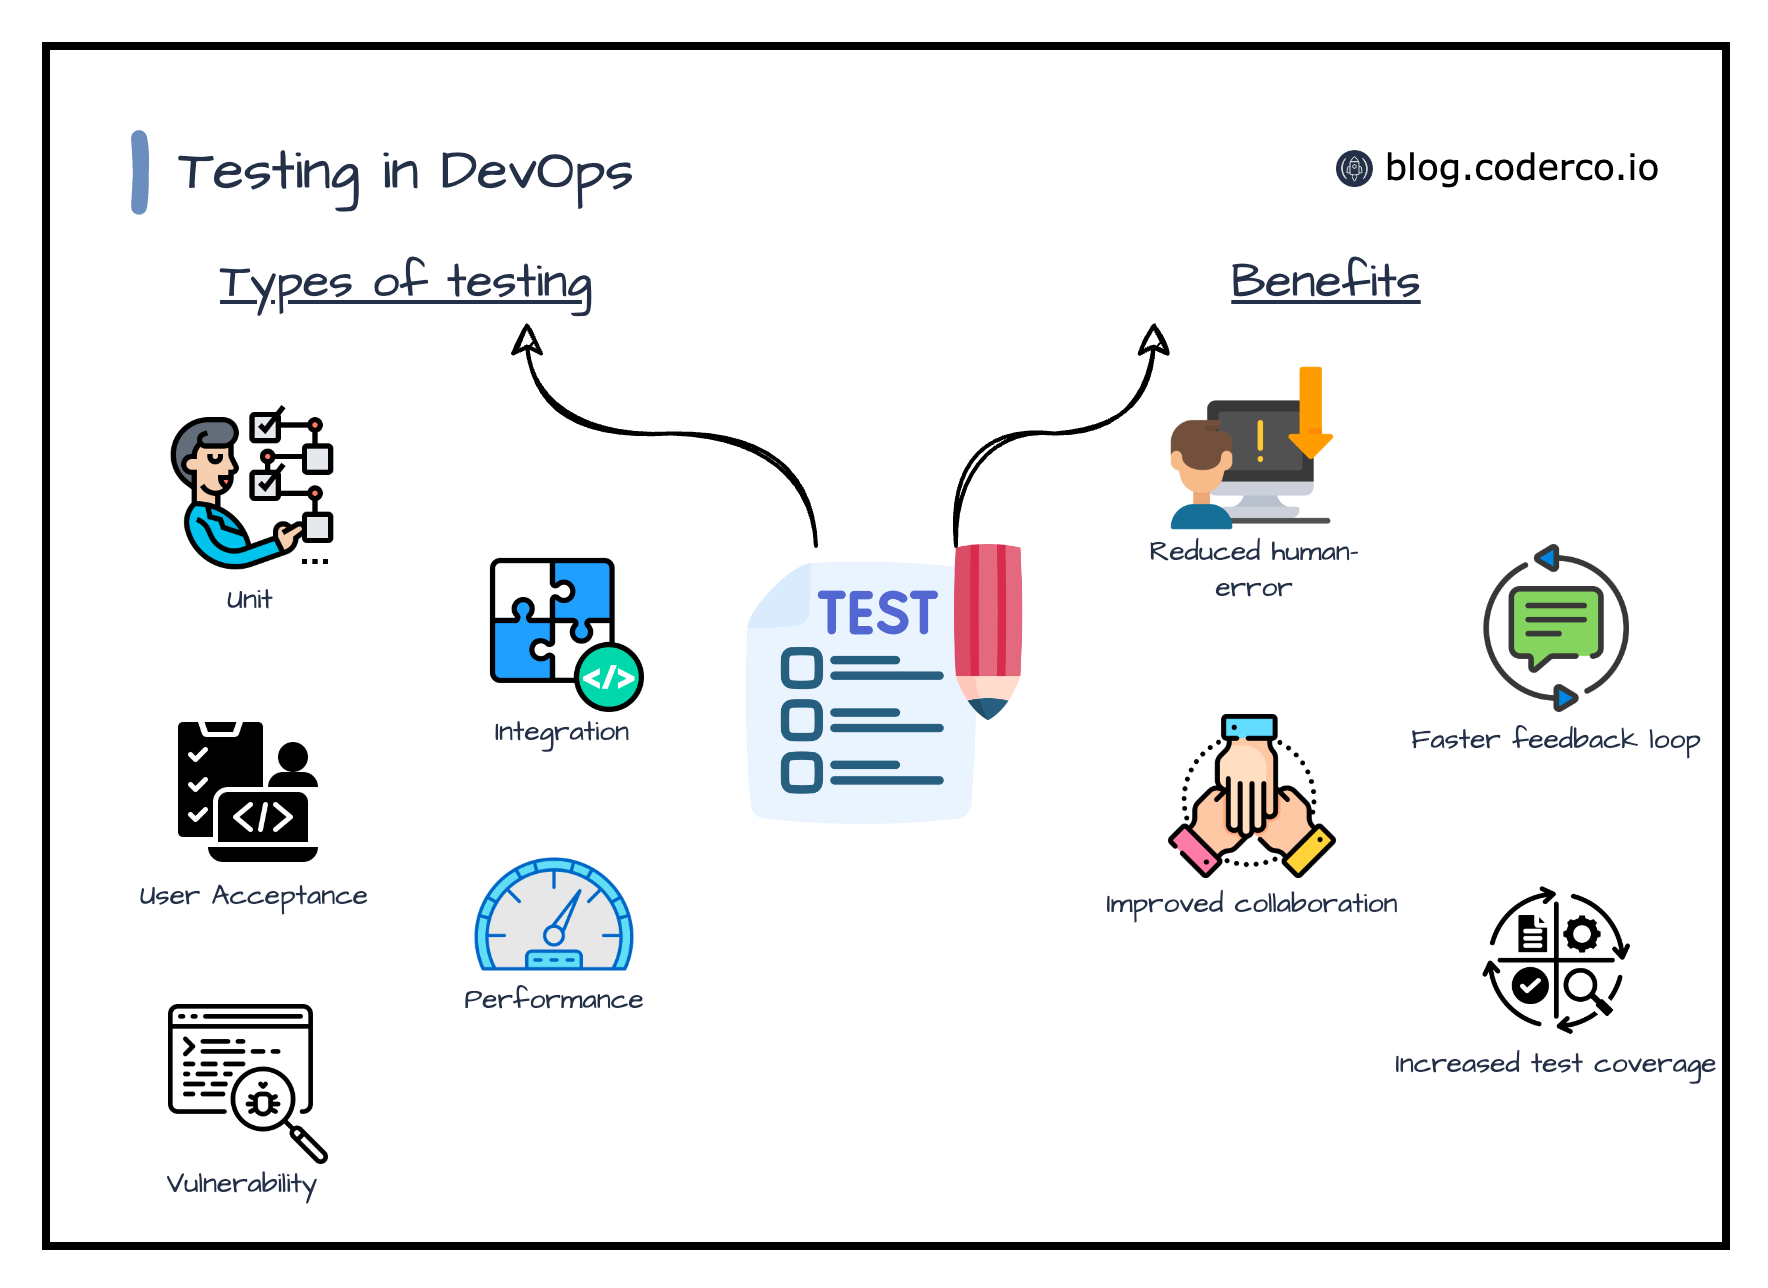 Testing in DevOps
blog.coderco.io
Types of testing
Benefits
Unit
Integration
User Acceptance
Performance
Vulnerability
</>
</>
TEST
Reduced human-
error
Faster feedback loop
Improved collaboration
Increased test coverage